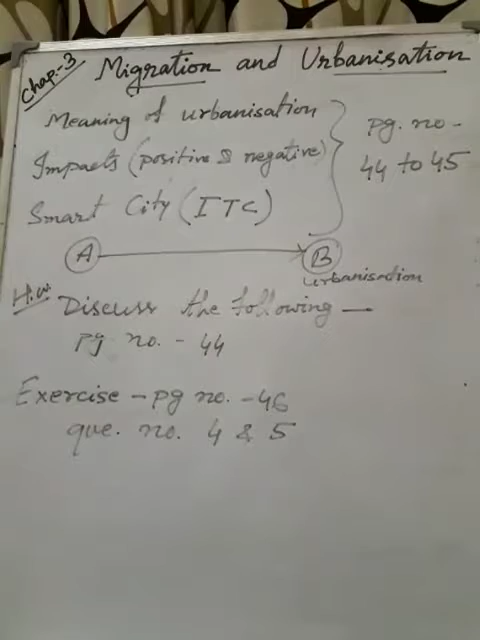 Chap:-3
Migration and Urbanisation
Meaning of urbanisation
Impacts (positive & negative)
Smart City (ITC)
pg. no -
44 to 45
A B
urbanisation
H.w. Discuss the following —
pg no. - 44
Exercise - pg no. - 46
que. no. 4 & 5